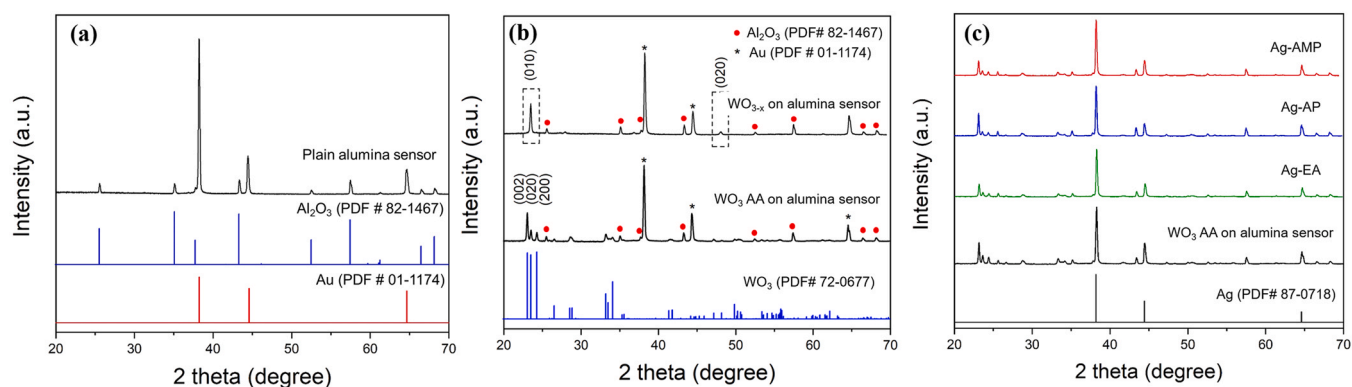 (a)
Intensity (a.u.)
Plain alumina sensor
Al₂O₃ (PDF # 82-1467)
Au (PDF # 01-1174)
20 30 40 50 60 70
2 theta (degree)
(b)
Intensity (a.u.)
Al₂O₃ (PDF# 82-1467)
* Au (PDF # 01-1174)
(010)
(020)
WO₃₋ₓ on alumina sensor
* *
(002)
(020)
(200)
WO₃ AA on alumina sensor
* * *
WO₃ (PDF# 72-0677)
20 30 40 50 60 70
2 theta (degree)
(c)
Intensity (a.u.)
Ag-AMP
Ag-AP
Ag-EA
WO₃ AA on alumina sensor
Ag (PDF# 87-0718)
20 30 40 50 60 70
2 theta (degree)